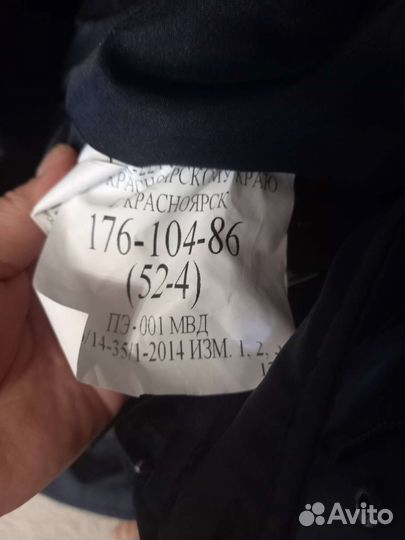 КРАСНОЯРСКОМУ КРАЮ
КРАСНОЯРСК
176-104-86
(52-4)
ПЭ-001 МВД
/14-35/1-2014 ИЗМ. 1, 2,
Avito